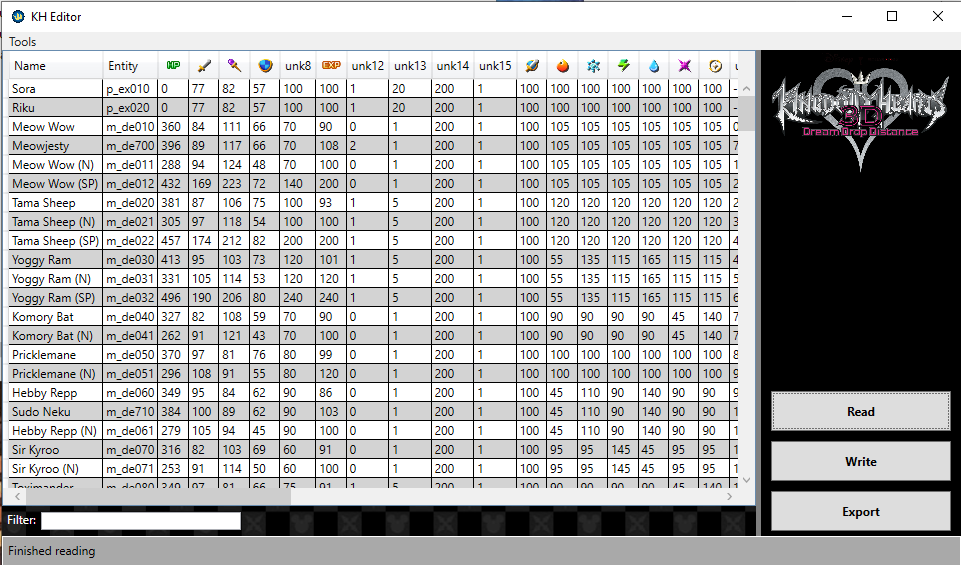 KH Editor
Tools
Name Entity HP unk8 EXP unk12 unk13 unk14 unk15
Sora p_ex010 0 77 82 57 100 100 1 20 200 1 100 100 100 100 100 100 100 -
Riku p_ex020 0 77 82 57 100 100 1 20 200 1 100 100 100 100 100 100 100 -
Meow Wow m_de010 360 84 111 66 70 90 0 1 200 1 100 105 105 105 105 105 105 0
Meowjesty m_de700 396 89 117 66 70 108 2 1 200 1 100 105 105 105 105 105 105 7
Meow Wow (N) m_de011 288 94 124 48 70 100 0 1 200 1 100 105 105 105 105 105 105 1
Meow Wow (SP) m_de012 432 169 223 72 140 200 0 1 200 1 100 105 105 105 105 105 105 2
Tama Sheep m_de020 381 87 106 75 100 93 1 5 200 1 100 120 120 120 120 120 120 2
Tama Sheep (N) m_de021 305 97 118 54 100 100 1 5 200 1 100 120 120 120 120 120 120 3
Tama Sheep (SP) m_de022 457 174 212 82 200 200 1 5 200 1 100 120 120 120 120 120 120 4
Yoggy Ram m_de030 413 95 103 73 120 101 1 5 200 1 100 55 135 115 165 115 115 4
Yoggy Ram (N) m_de031 331 105 114 53 120 120 1 5 200 1 100 55 135 115 165 115 115 5
Yoggy Ram (SP) m_de032 496 190 206 80 240 240 1 5 200 1 100 55 135 115 165 115 115 6
Komory Bat m_de040 327 82 108 59 70 90 0 1 200 1 100 90 90 90 90 45 140 7
Komory Bat (N) m_de041 262 91 121 43 70 100 0 1 200 1 100 90 90 90 90 45 140 7
Pricklemane m_de050 370 97 81 76 80 99 0 1 200 1 100 100 100 100 100 100 100 8
Pricklemane (N) m_de051 296 108 91 55 80 120 0 1 200 1 100 100 100 100 100 100 100 9
Hebby Repp m_de060 349 95 84 62 90 86 0 1 200 1 100 45 110 90 140 90 90 9
Sudo Neku m_de710 384 100 89 62 90 103 0 1 200 1 100 45 110 90 140 90 90 1
Hebby Repp (N) m_de061 279 105 94 45 90 100 0 1 200 1 100 45 110 90 140 90 90 1
Sir Kyroo m_de070 316 82 103 69 60 91 0 1 200 1 100 95 95 145 45 95 95 1
Sir Kyroo (N) m_de071 253 91 114 50 60 100 0 1 200 1 100 95 95 145 45 95 95 1
Toximander m_de080 349 97 81 66 75 91 1 5 200 1 100 90 90 90 90 45 140 1
KINGDOM HEARTS
3D
Dream Drop Distance
Read
Write
Export
Filter:
Finished reading